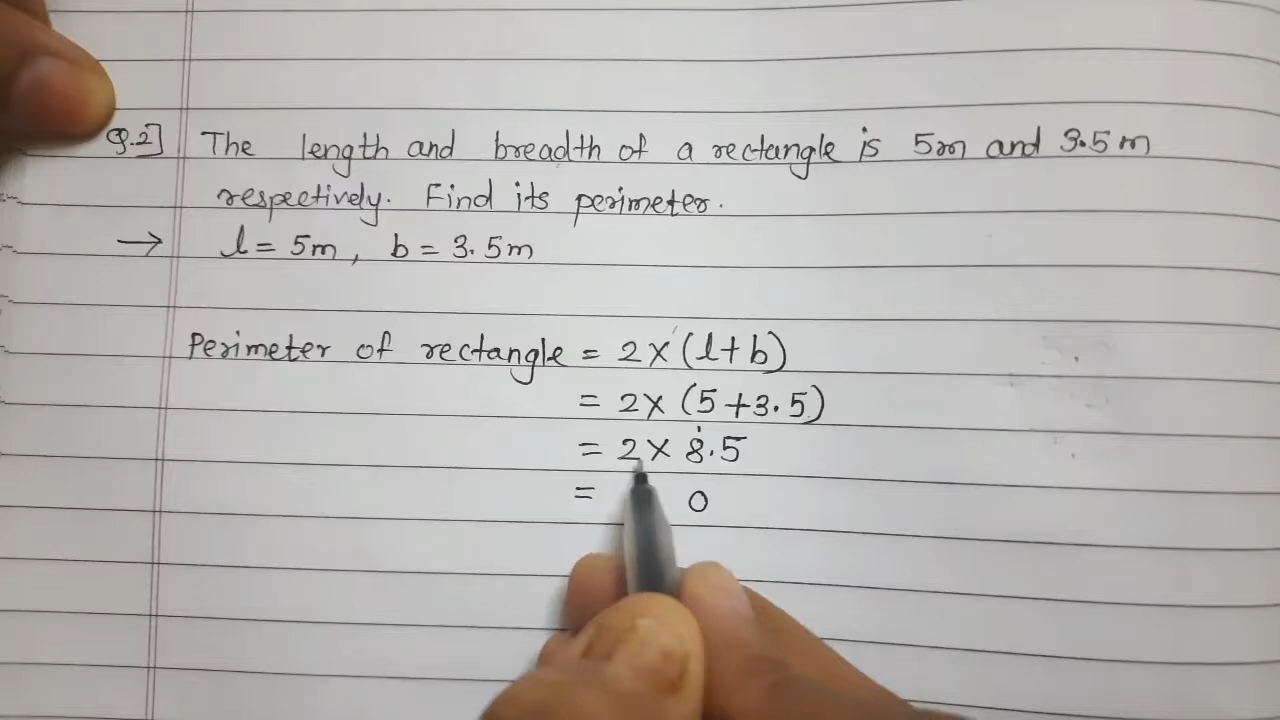 Q.2] The length and breadth of a rectangle is 5m and 3.5m
respectively. Find its perimeter.
→ l = 5m, b = 3.5m
Perimeter of rectangle = 2×(l+b)
= 2×(5+3.5)
= 2×8.5
= 0